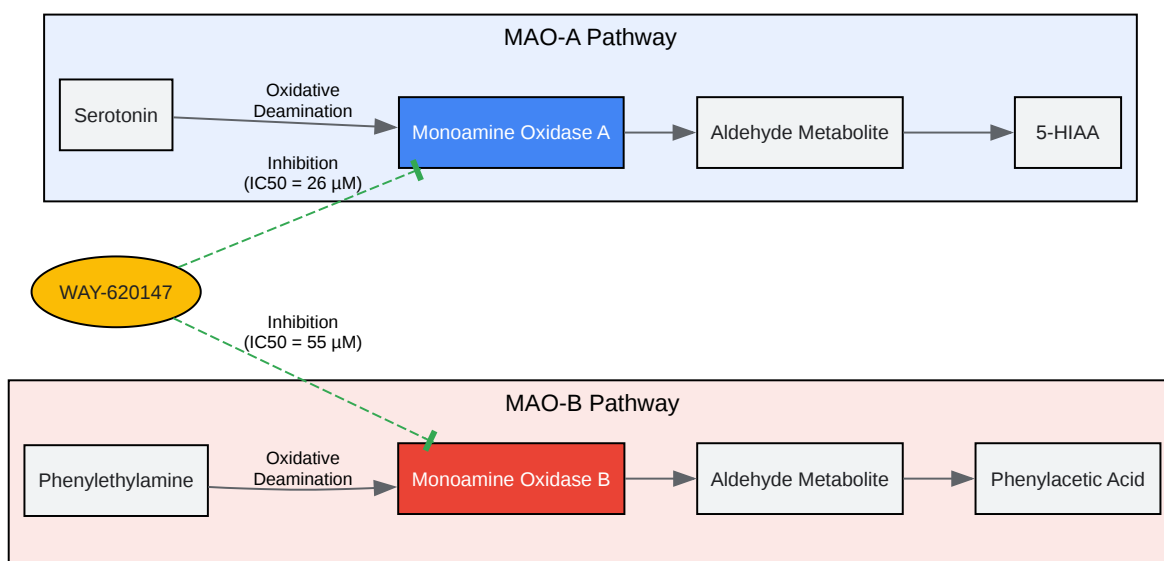 MAO-A Pathway
Serotonin
Oxidative
Deamination
Monoamine Oxidase A
Aldehyde Metabolite
5-HIAA
Inhibition
(IC50 = 26 µM)
WAY-620147
Inhibition
(IC50 = 55 µM)
MAO-B Pathway
Phenylethylamine
Oxidative
Deamination
Monoamine Oxidase B
Aldehyde Metabolite
Phenylacetic Acid